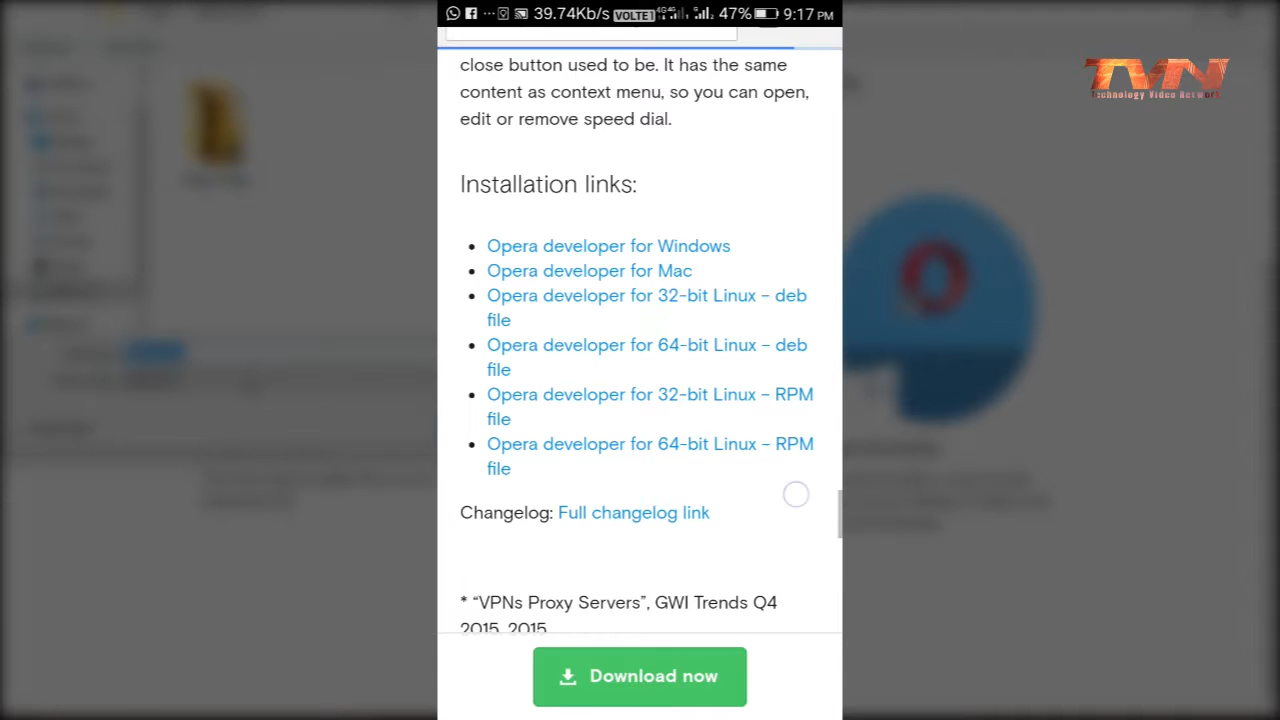 39.74Kb/s VOLTE1 47% 9:17 PM
TVN
Technology Video Network
close button used to be. It has the same
content as context menu, so you can open,
edit or remove speed dial.
Installation links:
• Opera developer for Windows
• Opera developer for Mac
• Opera developer for 32-bit Linux – deb
file
• Opera developer for 64-bit Linux – deb
file
• Opera developer for 32-bit Linux – RPM
file
• Opera developer for 64-bit Linux – RPM
file
Changelog: Full changelog link
* “VPNs Proxy Servers”, GWI Trends Q4
2015, 2015
Download now